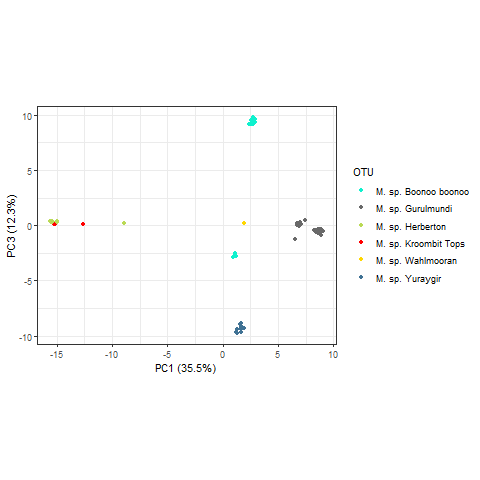 10
5
0
-5
-10
PC3 (12.3%)
-15 -10 -5 0 5 10
PC1 (35.5%)
OTU
M. sp. Boonoo boonoo
M. sp. Gurulmundi
M. sp. Herberton
M. sp. Kroombit Tops
M. sp. Wahlmooran
M. sp. Yuraygir